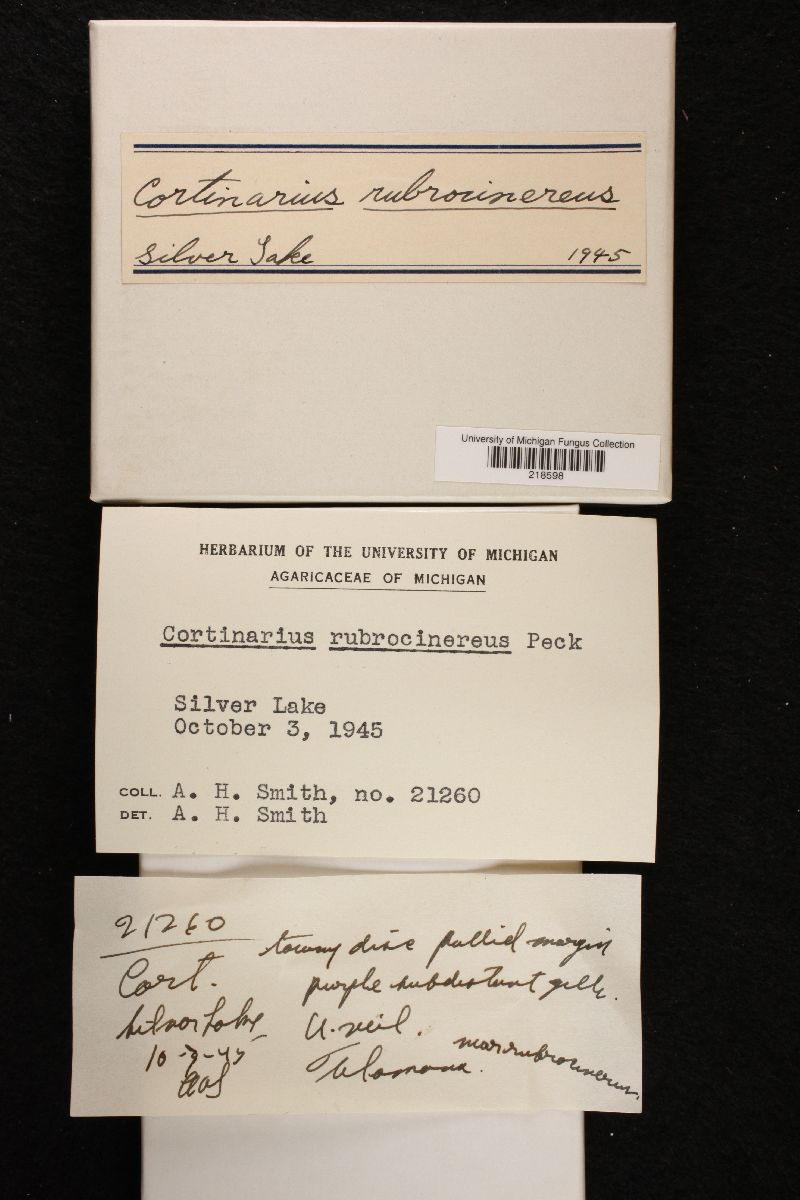 Cortinarius rubrocinereus
Silver Lake 1945
University of Michigan Fungus Collection
218598
HERBARIUM OF THE UNIVERSITY OF MICHIGAN
AGARICACEAE OF MICHIGAN
Cortinarius rubrocinereus Peck
Silver Lake
October 3, 1945
COLL. A. H. Smith, no. 21260
DET. A. H. Smith
21260
Cort.
Silver Lake
10-3-45
tawny disc pallid margin
purple subdistant gills.
U. veil.
Telamonia.
near rubrocinereus.